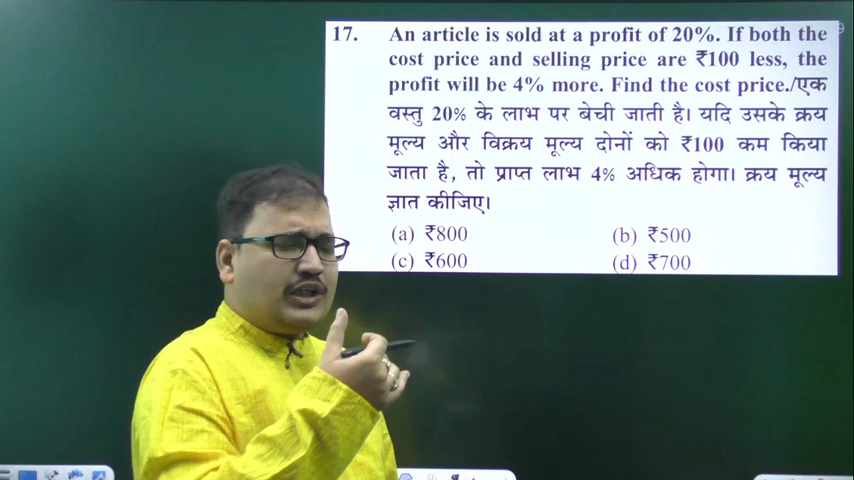 17. An article is sold at a profit of 20%. If both the
cost price and selling price are ₹100 less, the
profit will be 4% more. Find the cost price./एक
वस्तु 20% के लाभ पर बेची जाती है। यदि उसके क्रय
मूल्य और विक्रय मूल्य दोनों को ₹100 कम किया
जाता है, तो प्राप्त लाभ 4% अधिक होगा। क्रय मूल्य
ज्ञात कीजिए।
(a) ₹800 (b) ₹500
(c) ₹600 (d) ₹700